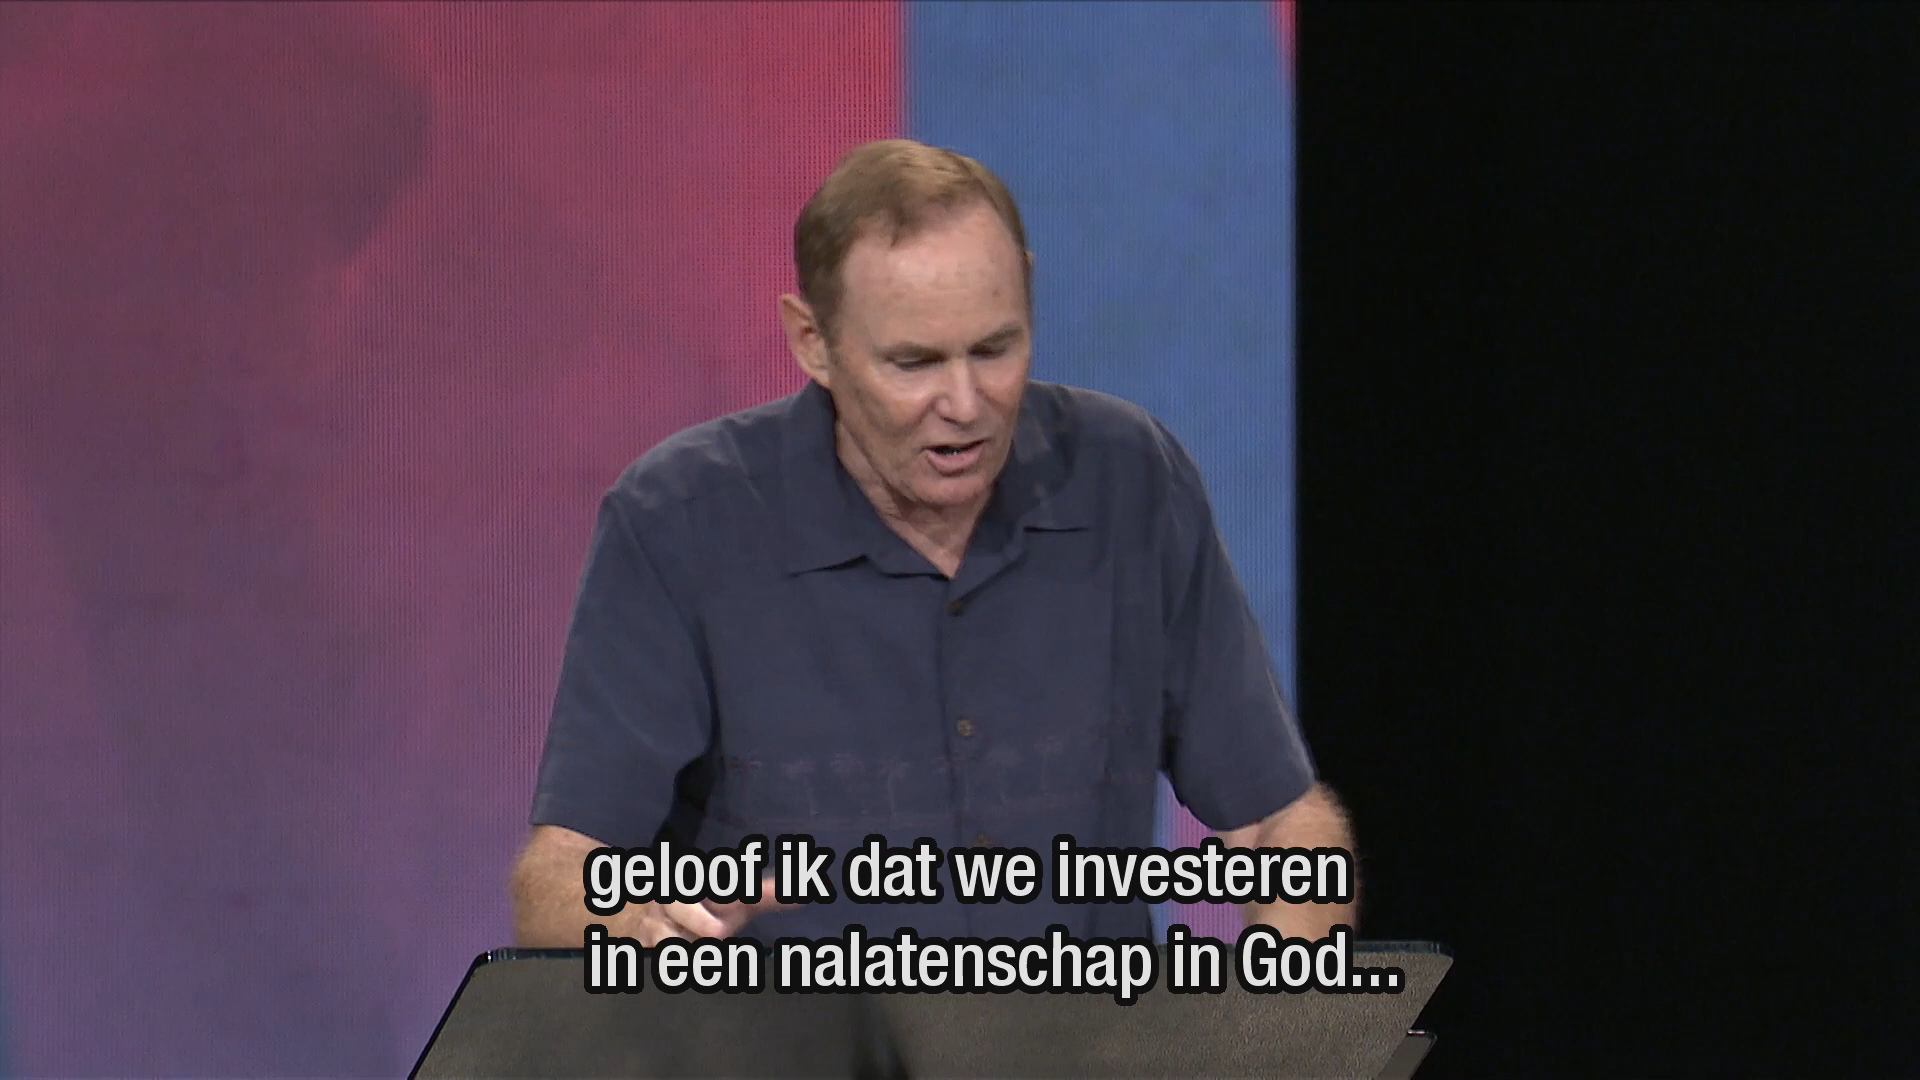 geloof ik dat we investeren
in een nalatenschap in God...